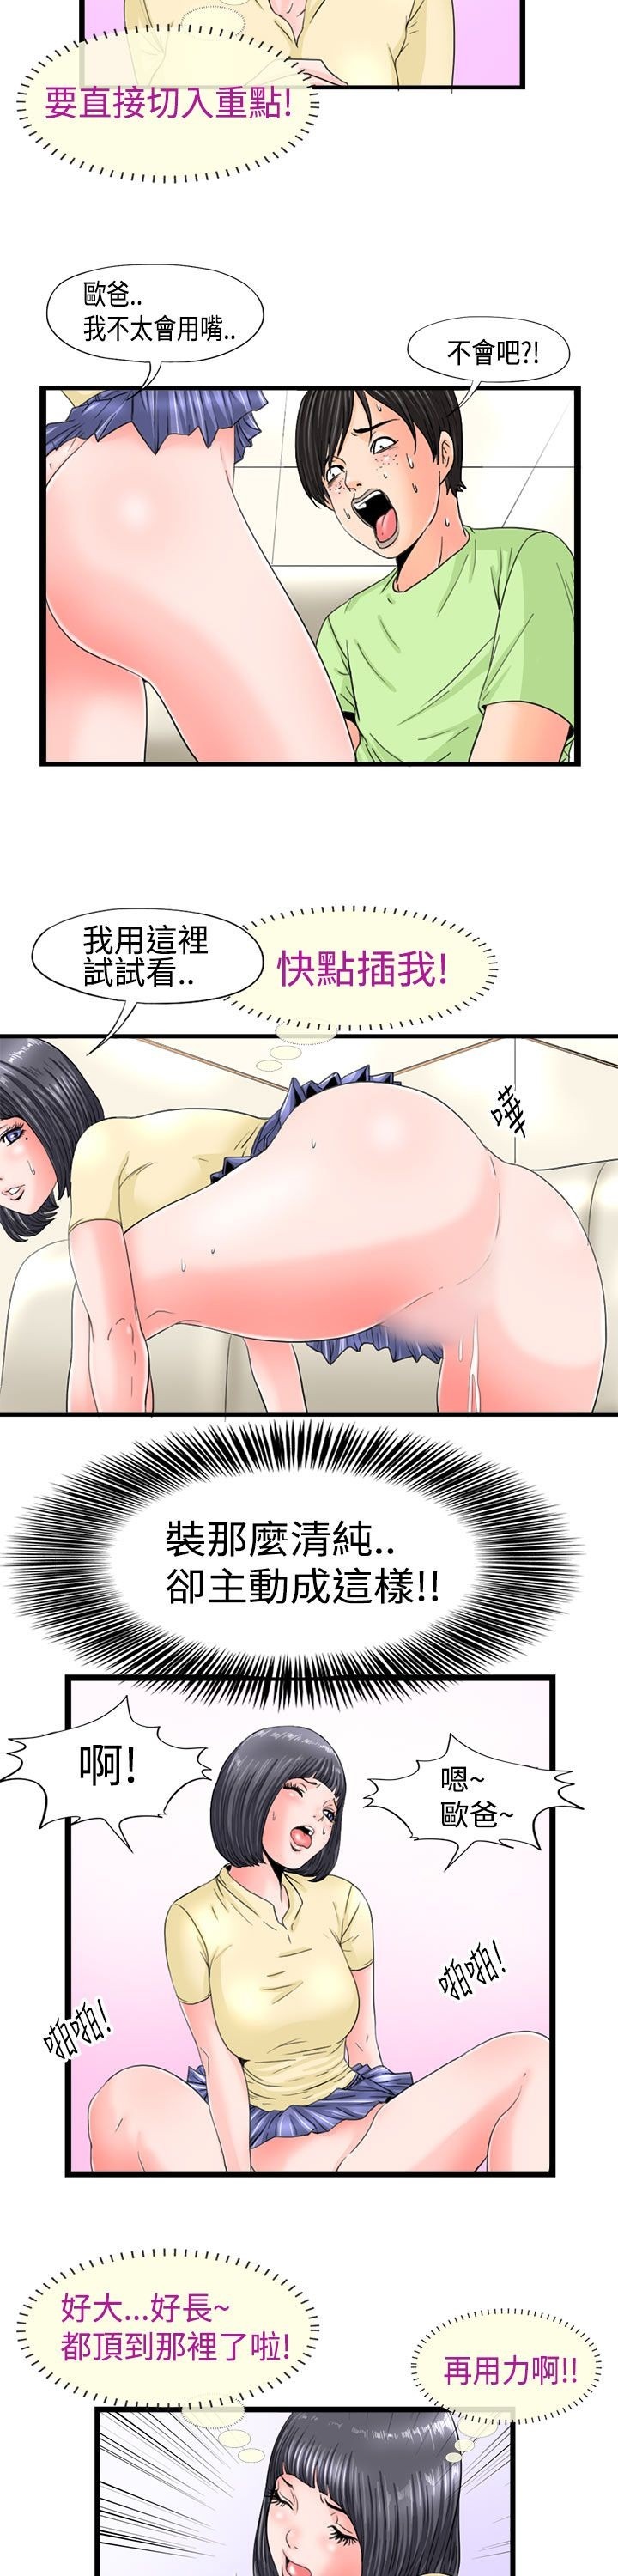 要直接切入重點!
歐爸..
我不太會用嘴..
不會吧?!
我用這裡
試試看..
快點插我!
嘩
裝那麼清純..
卻主動成這樣!!
啊!
嗯~
歐爸~
啪啪!
啪啪!
好大...好長~
都頂到那裡了啦!
再用力啊!!